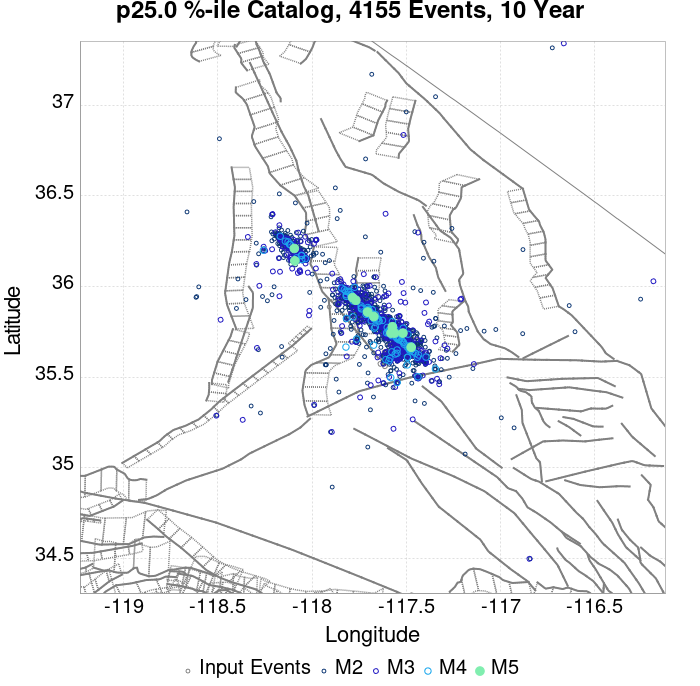 p25.0 %-ile Catalog, 4155 Events, 10 Year
37
36.5
36
35.5
35
34.5
Latitude
-119
-118.5
-118
-117.5
-117
-116.5
Longitude
Input Events
M2
M3
M4
M5